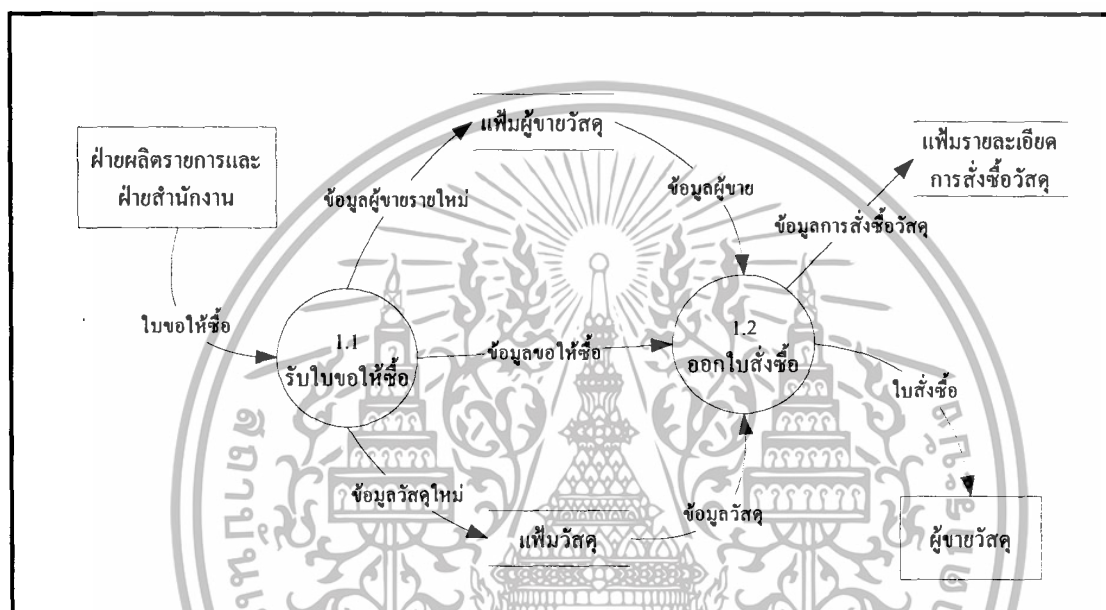 แฟ้มผู้ขายวัสดุ
แฟ้มรายละเอียด
การสั่งซื้อวัสดุ
ฝ่ายผลิตรายการและ
ฝ่ายสำนักงาน
ข้อมูลผู้ขายรายใหม่
ข้อมูลผู้ขาย
ข้อมูลการสั่งซื้อวัสดุ
ใบขอให้ซื้อ
1.1
รับใบขอให้ซื้อ
ข้อมูลขอให้ซื้อ
1.2
ออกใบสั่งซื้อ
ใบสั่งซื้อ
ข้อมูลวัสดุใหม่
ข้อมูลวัสดุ
แฟ้มวัสดุ
ผู้ขายวัสดุ